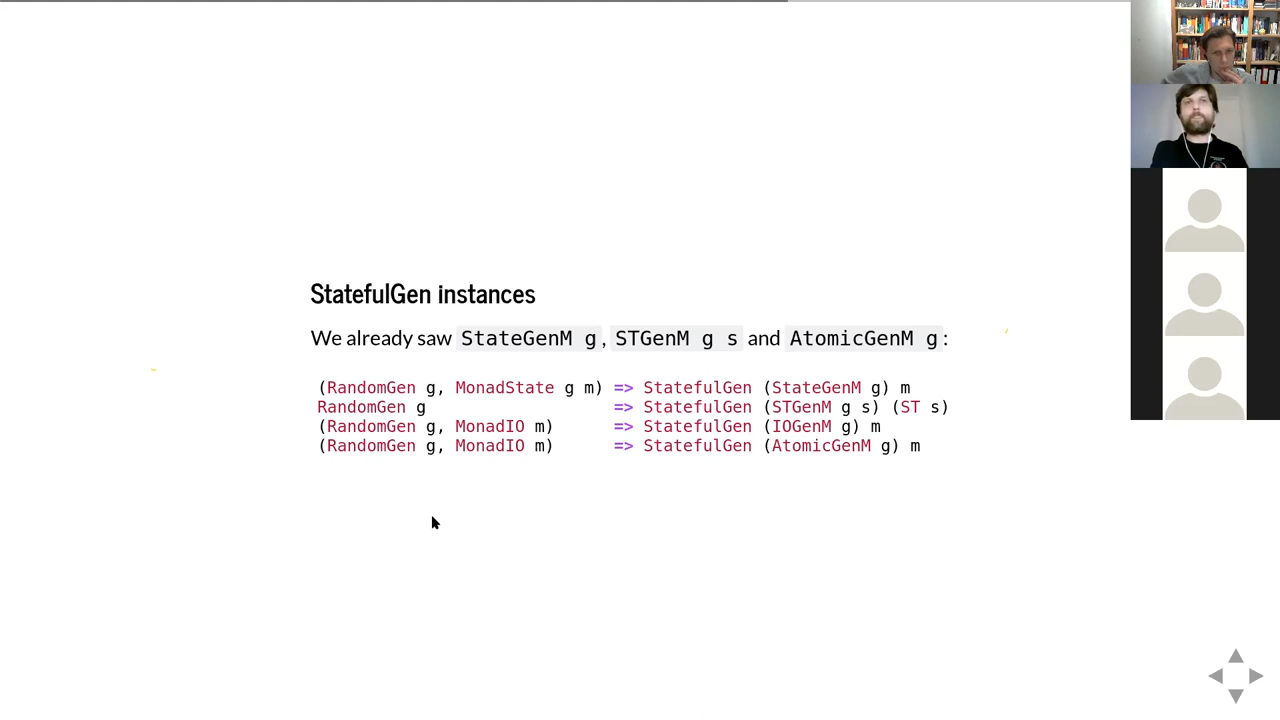 StatefulGen instances
We already saw StateGenM g, STGenM g s and AtomicGenM g:
(RandomGen g, MonadState g m) => StatefulGen (StateGenM g) m
RandomGen g => StatefulGen (STGenM g s) (ST s)
(RandomGen g, MonadIO m) => StatefulGen (IOGenM g) m
(RandomGen g, MonadIO m) => StatefulGen (AtomicGenM g) m